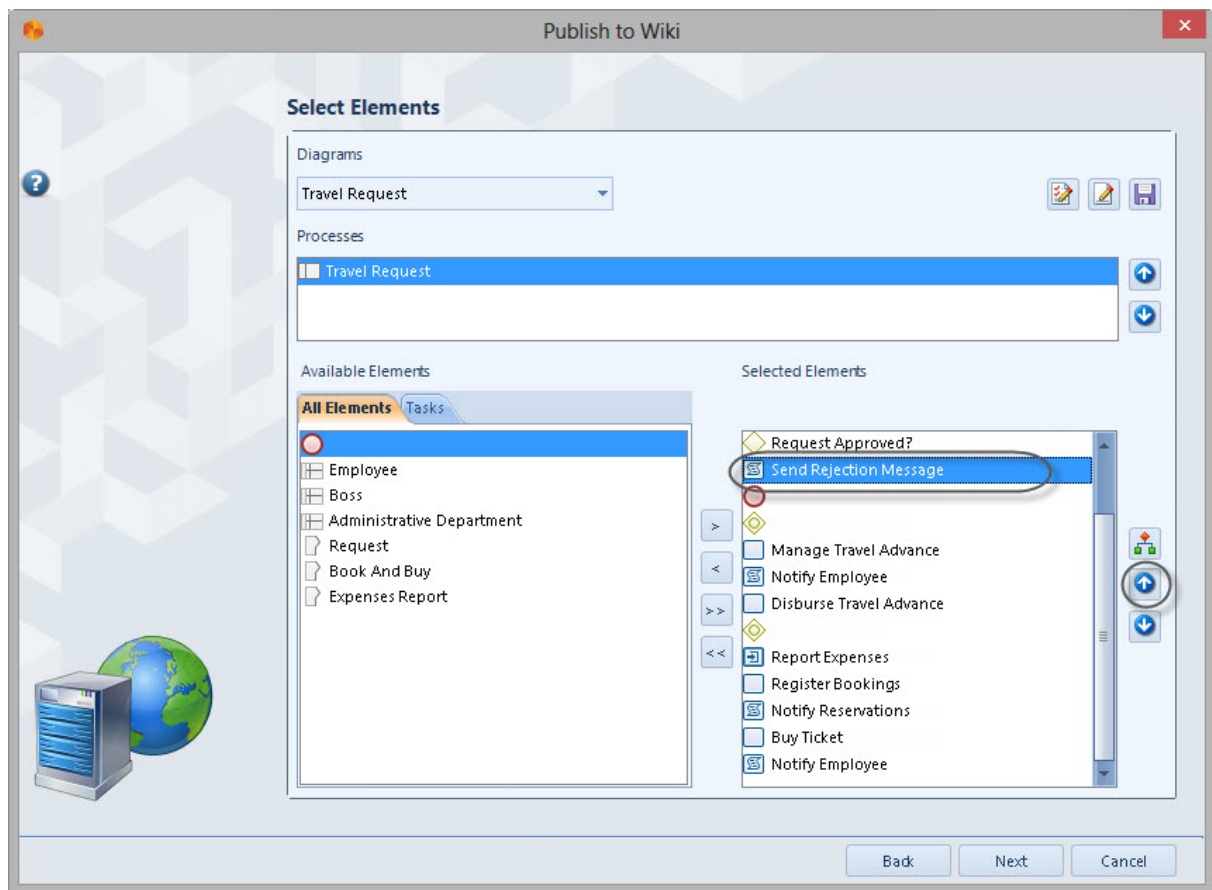 Publish to Wiki
Select Elements
Diagrams
Travel Request
Processes
Travel Request
Available Elements
Selected Elements
All Elements
Tasks
Employee
Boss
Administrative Department
Request
Book And Buy
Expenses Report
>
<
>>
<<
Request Approved?
Send Rejection Message
Manage Travel Advance
Notify Employee
Disburse Travel Advance
Report Expenses
Register Bookings
Notify Reservations
Buy Ticket
Notify Employee
Back
Next
Cancel